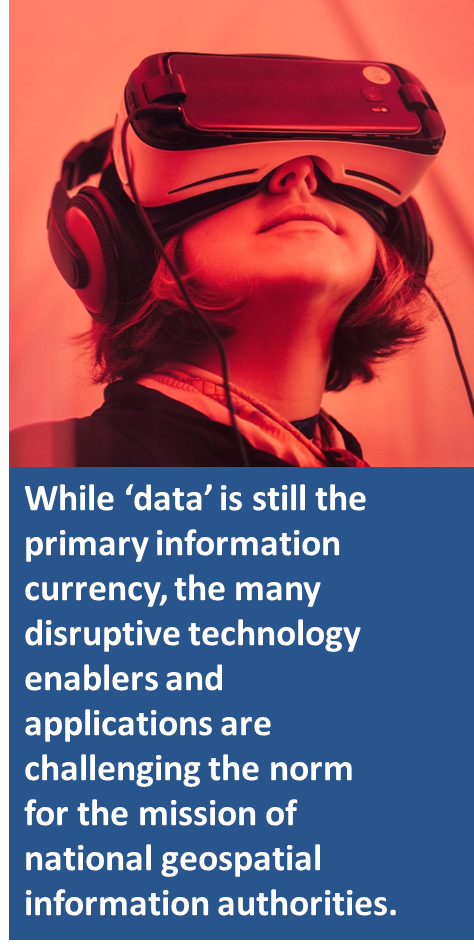 While ‘data’ is still the
primary information
currency, the many
disruptive technology
enablers and
applications are
challenging the norm
for the mission of
national geospatial
information authorities.